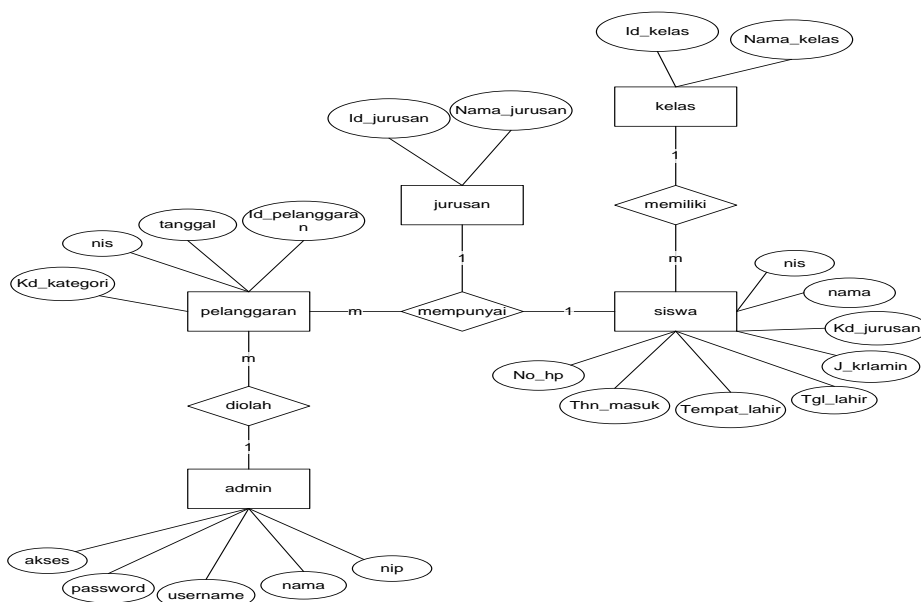 Id_kelas
Nama_kelas
kelas
1
memiliki
m
Id_jurusan
Nama_jurusan
jurusan
1
tanggal
Id_pelanggara
n
nis
Kd_kategori
pelanggaran
m
mempunyai
1
siswa
nis
nama
Kd_jurusan
J_krlamin
Tgl_lahir
Tempat_lahir
Thn_masuk
No_hp
m
diolah
1
admin
akses
password
username
nama
nip